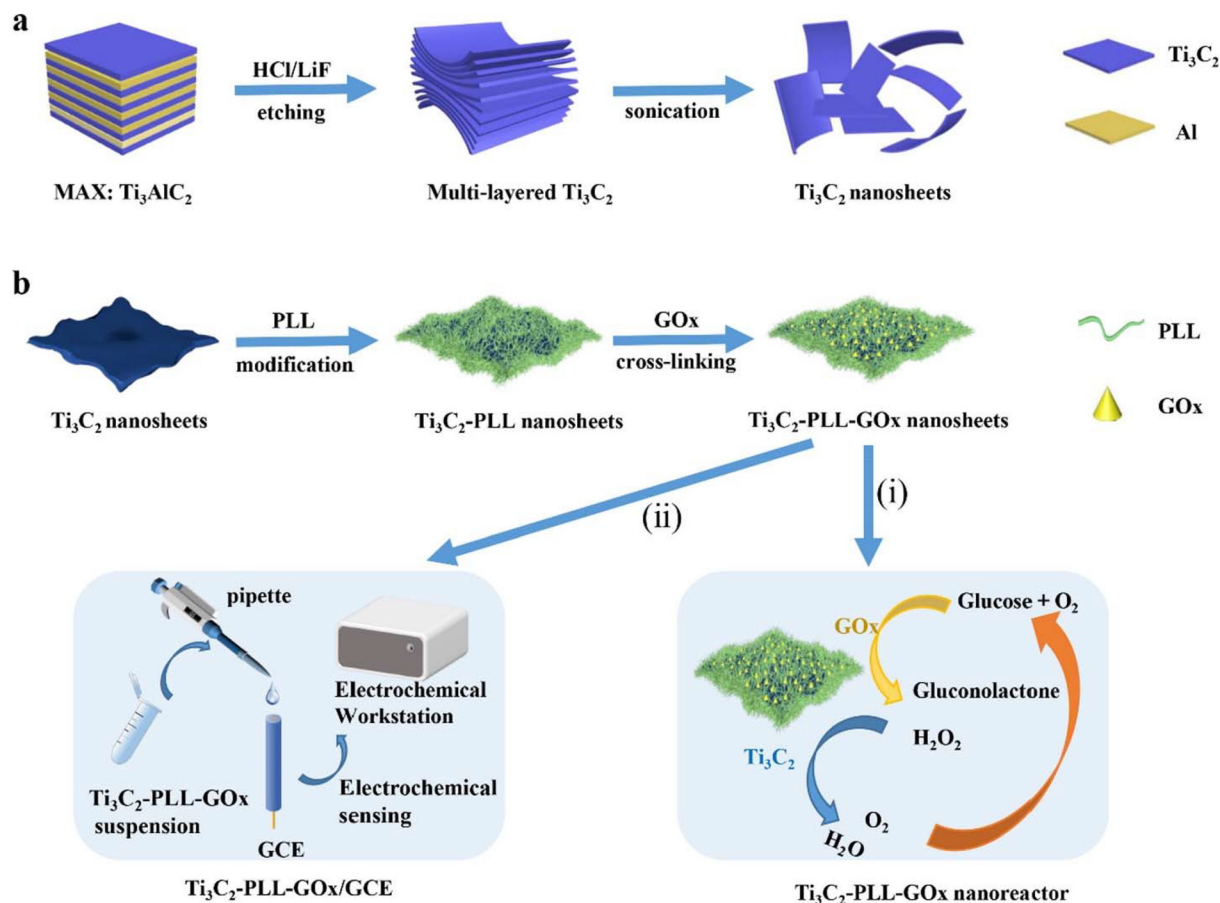 a
HCl/LiF
etching
sonication
Ti₃C₂
Al
MAX: Ti₃AlC₂
Multi-layered Ti₃C₂
Ti₃C₂ nanosheets
b
PLL
modification
GOx
cross-linking
PLL
GOx
Ti₃C₂ nanosheets
Ti₃C₂-PLL nanosheets
Ti₃C₂-PLL-GOx nanosheets
(ii)
(i)
pipette
Electrochemical
Workstation
Electrochemical
sensing
Ti₃C₂-PLL-GOx
suspension
GCE
Ti₃C₂-PLL-GOx/GCE
Glucose + O₂
GOx
Gluconolactone
H₂O₂
Ti₃C₂
O₂
H₂O
Ti₃C₂-PLL-GOx nanoreactor